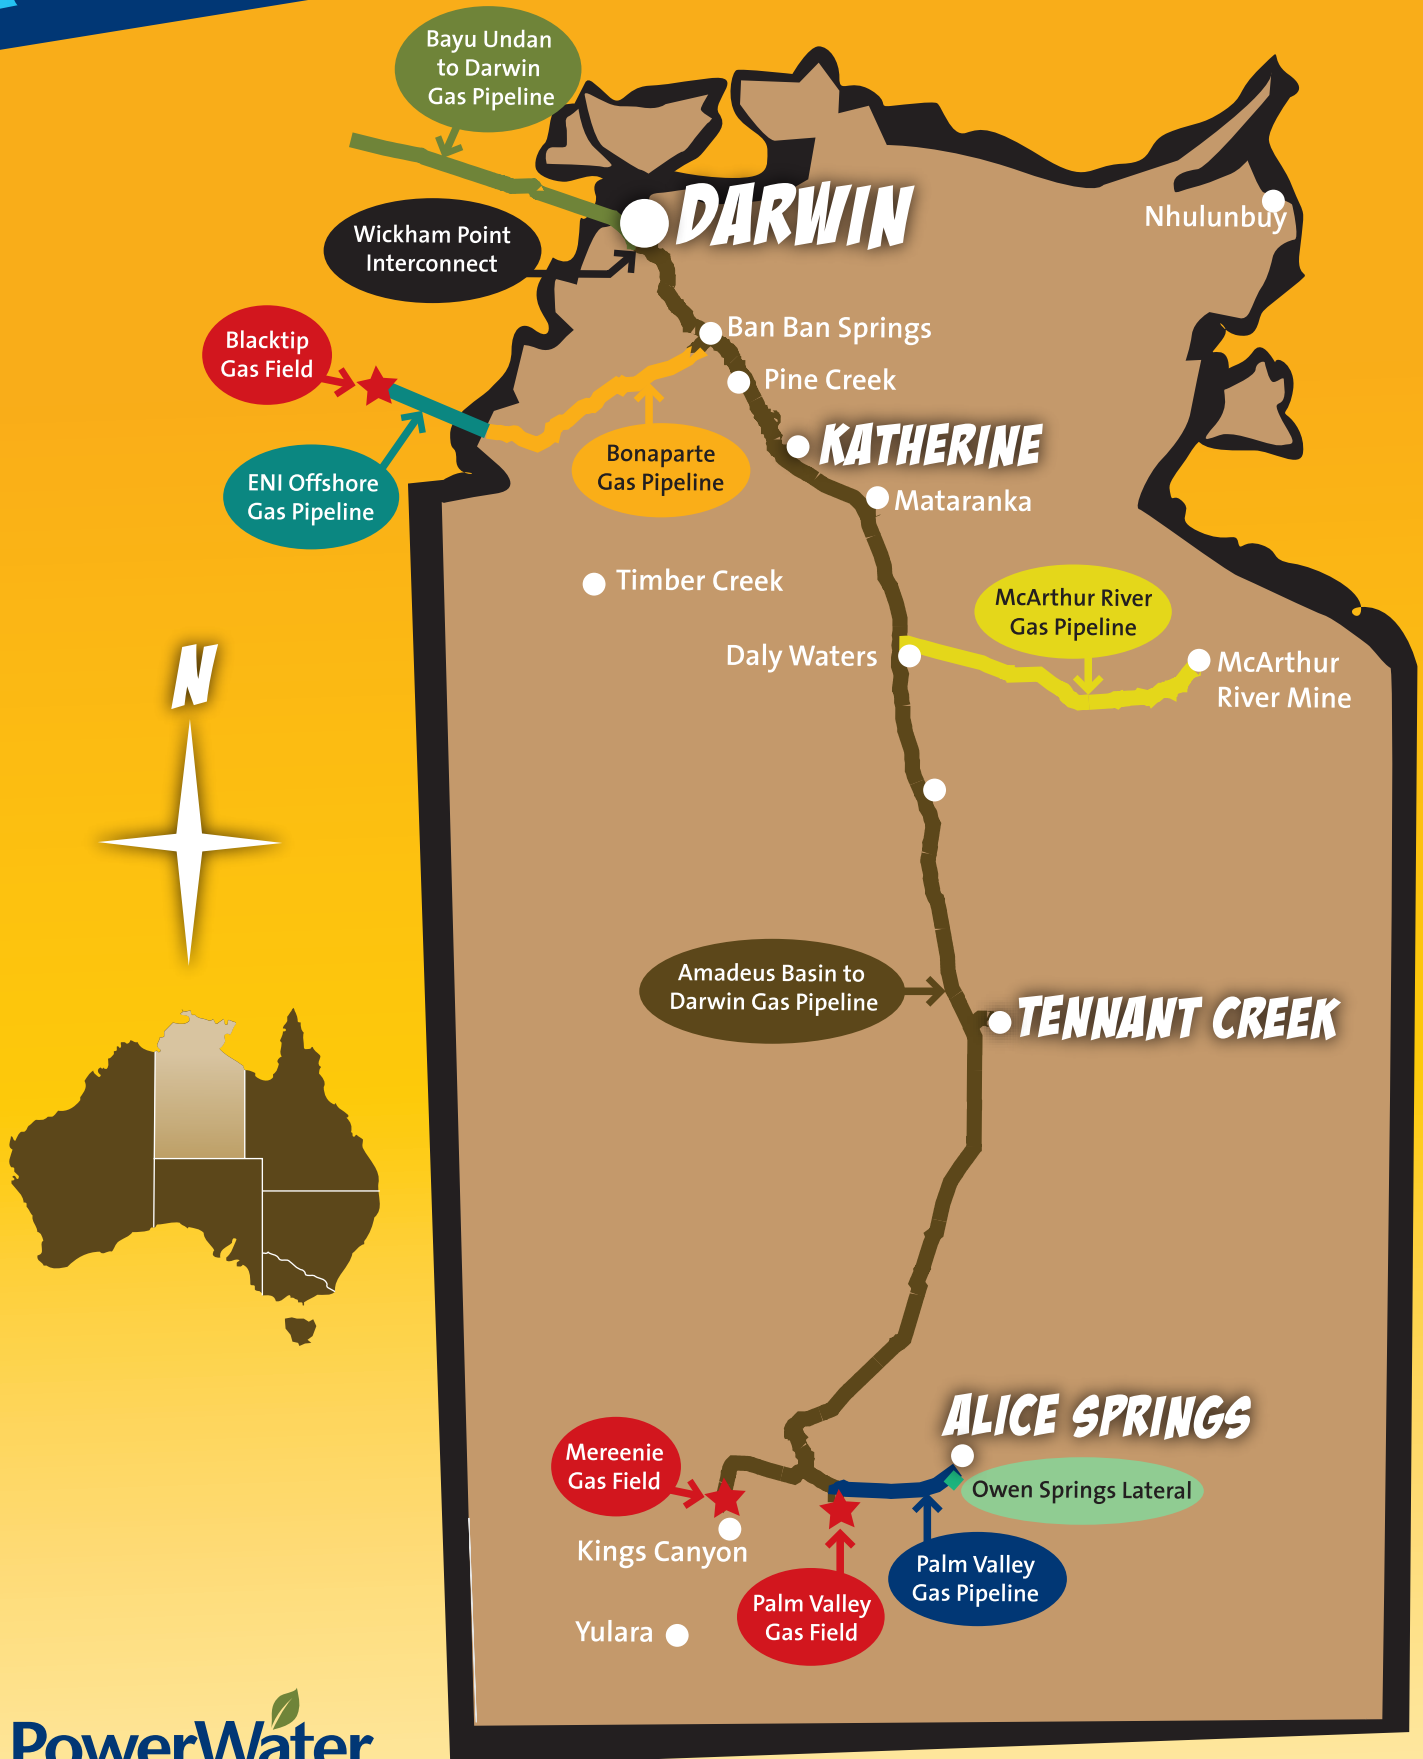 Bayu Undan
to Darwin
Gas Pipeline
DARWIN
Nhulunbuy
Wickham Point
Interconnect
Ban Ban Springs
Blacktip
Gas Field
Pine Creek
KATHERINE
Bonaparte
Gas Pipeline
ENI Offshore
Gas Pipeline
Mataranka
Timber Creek
McArthur River
Gas Pipeline
Daly Waters
McArthur
River Mine
N
Amadeus Basin to
Darwin Gas Pipeline
TENNANT CREEK
ALICE SPRINGS
Mereenie
Gas Field
Owen Springs Lateral
Kings Canyon
Palm Valley
Gas Pipeline
Palm Valley
Gas Field
Yulara
PowerWater